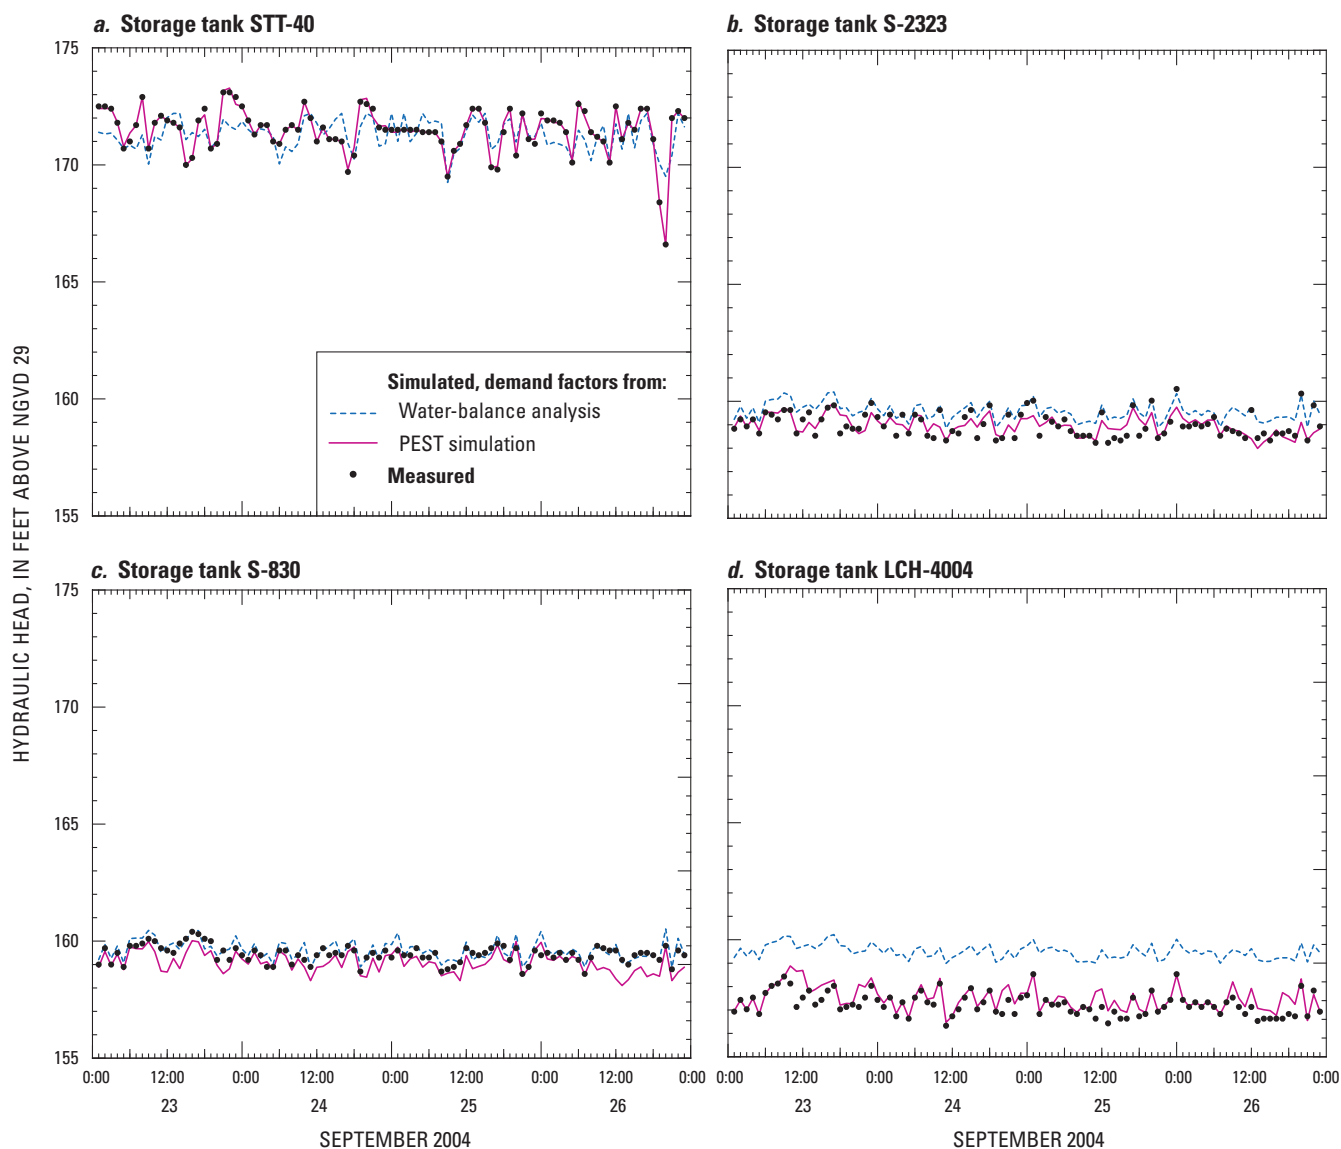 a. Storage tank STT-40
b. Storage tank S-2323
175
170
165
160
155
Simulated, demand factors from:
Water-balance analysis
PEST simulation
Measured
HYDRAULIC HEAD, IN FEET ABOVE NGVD 29
c. Storage tank S-830
d. Storage tank LCH-4004
175
170
165
160
155
0:00 12:00 0:00 12:00 0:00 12:00 0:00 12:00 0:00
23 24 25 26
SEPTEMBER 2004
0:00 12:00 0:00 12:00 0:00 12:00 0:00 12:00 0:00
23 24 25 26
SEPTEMBER 2004